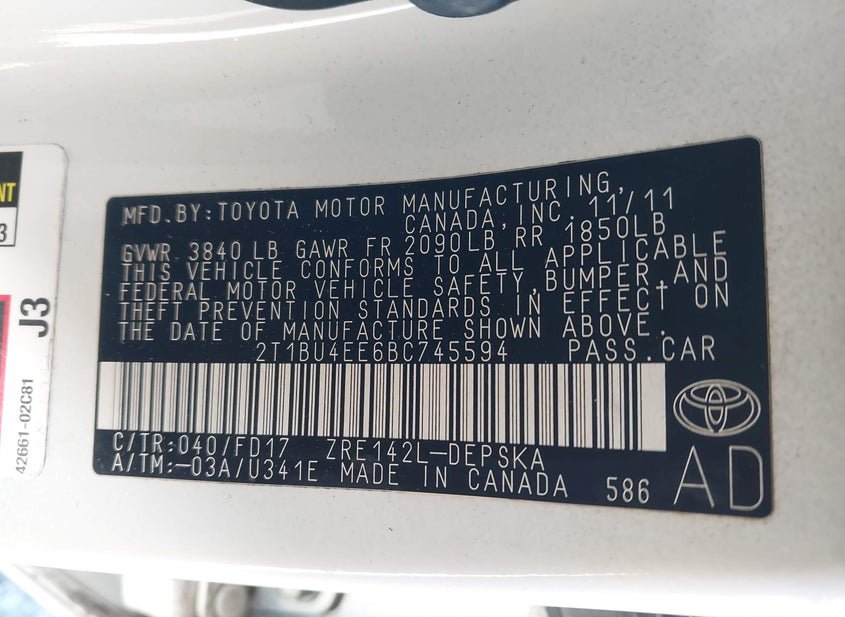 MFD.BY:TOYOTA MOTOR MANUFACTURING,
CANADA,INC. 11/11
GVWR 3840 LB GAWR FR 2090LB RR 1850LB
THIS VEHICLE CONFORMS TO ALL APPLICABLE
FEDERAL MOTOR VEHICLE SAFETY,BUMPER,AND
THEFT PREVENTION STANDARDS IN EFFECT ON
THE DATE OF MANUFACTURE SHOWN ABOVE.
2T1BU4EE6BC745594 PASS.CAR
C/TR:040/FD17 ZRE142L-DEPSKA
A/TM:-03A/U341E MADE IN CANADA 586
AD
J3
42661-02C81
NT
3